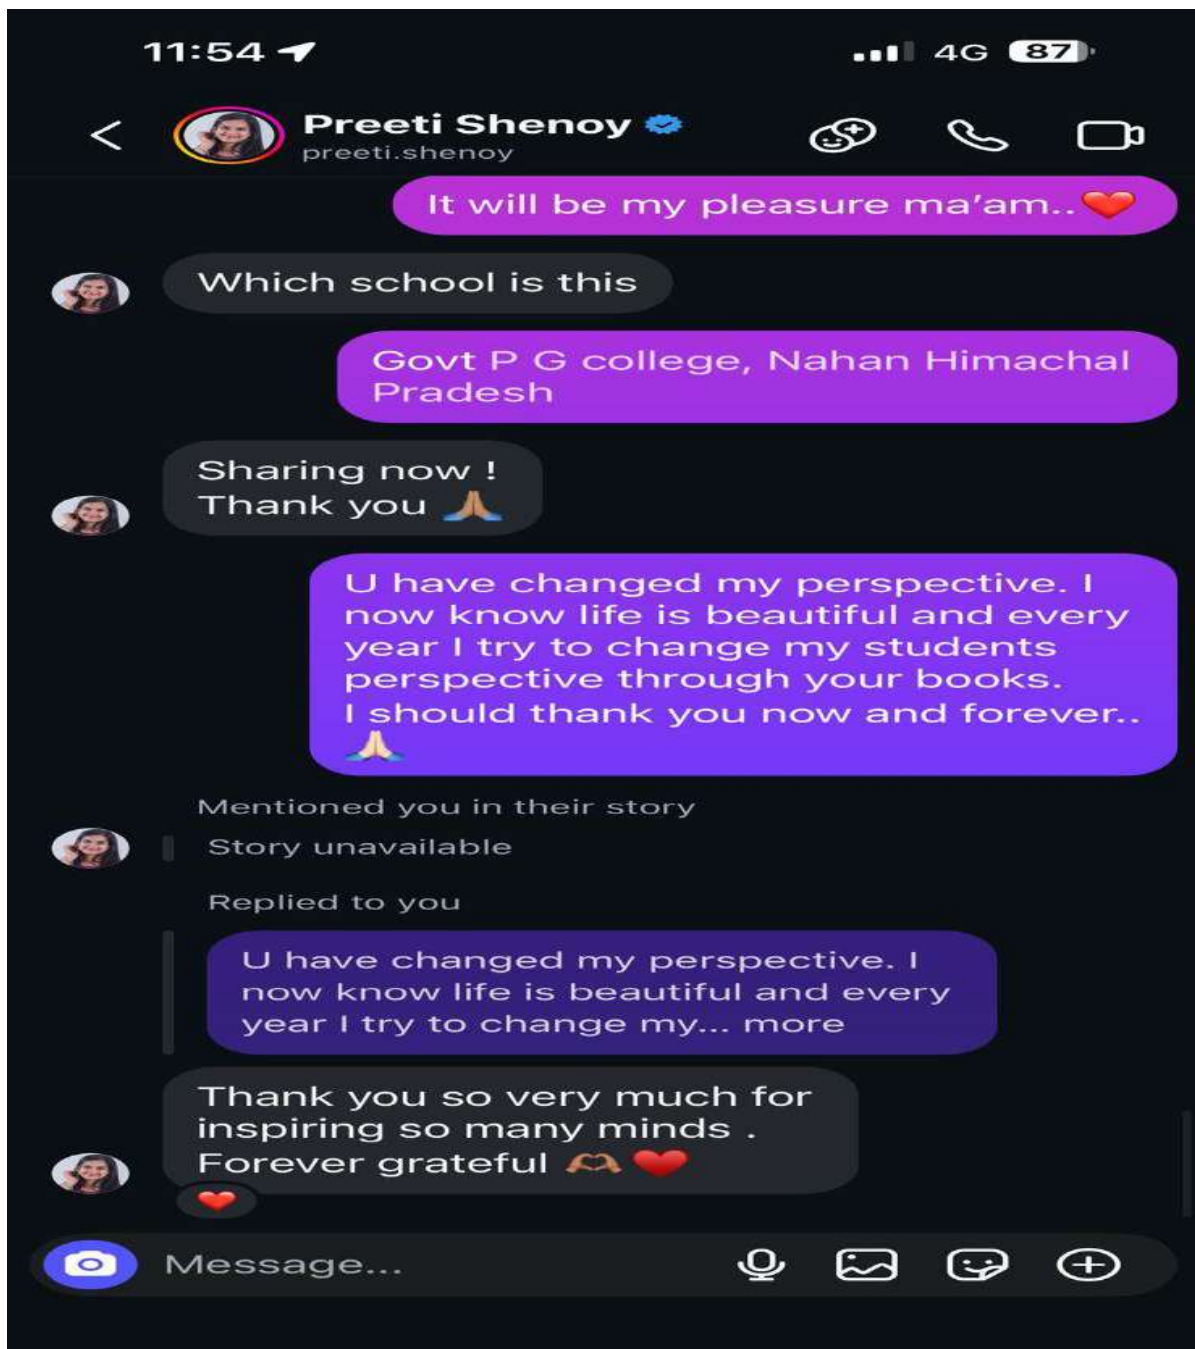 11:54
4G 87
Preeti Shenoy
preeti.shenoy
It will be my pleasure ma'am..❤️
Which school is this
Govt P G college, Nahan Himachal
Pradesh
Sharing now !
Thank you 🙏🏽
U have changed my perspective. I
now know life is beautiful and every
year I try to change my students
perspective through your books.
I should thank you now and forever..
🙏🏻
Mentioned you in their story
Story unavailable
Replied to you
U have changed my perspective. I
now know life is beautiful and every
year I try to change my... more
Thank you so very much for
inspiring so many minds .
Forever grateful 🫶🏽❤️
❤️
Message...